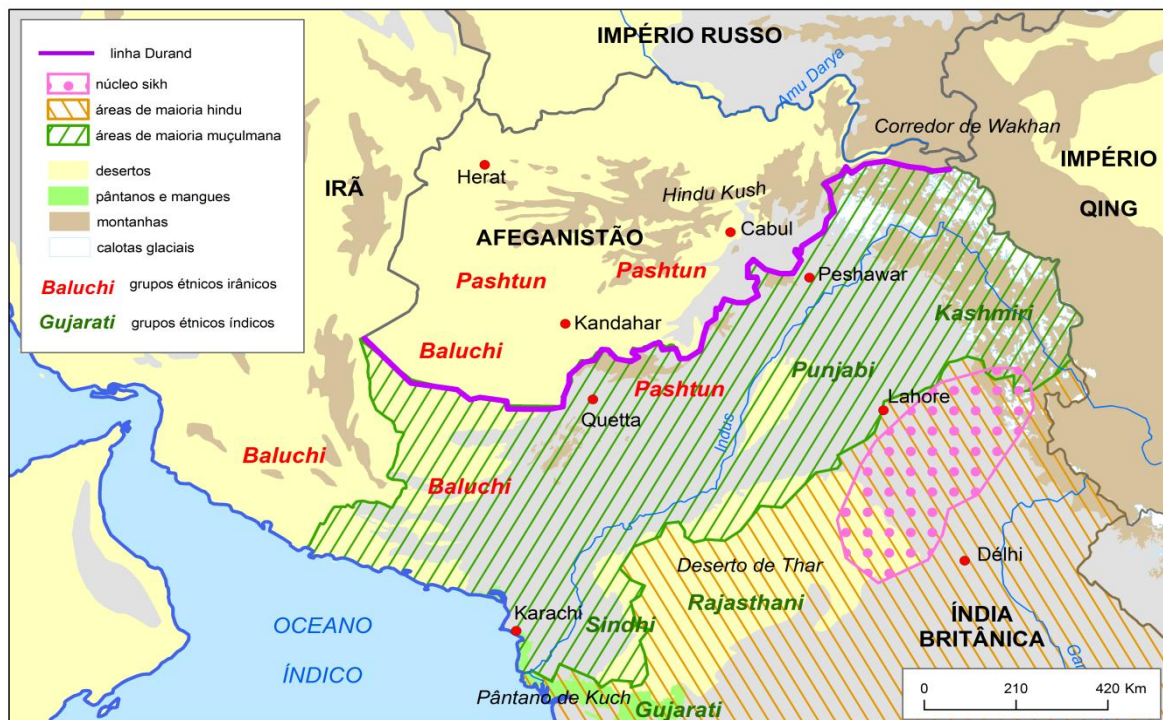 linha Durand
núcleo sikh
áreas de maioria hindu
áreas de maioria muçulmana
desertos
pântanos e mangues
montanhas
calotas glaciais
Baluchi grupos étnicos irânicos
Gujarati grupos étnicos índicos
IMPÉRIO RUSSO
Amu Darya
Corredor de Wakhan
IMPÉRIO
QING
IRÃ
Herat
Hindu Kush
Cabul
AFEGANISTÃO
Pashtun
Pashtun
Peshawar
Kashmiri
Kandahar
Baluchi
Pashtun
Punjabi
Lahore
Quetta
Indus
Baluchi
Baluchi
Deserto de Thar
Délhi
Rajasthani
ÍNDIA
BRITÂNICA
Karachi
Sindhi
OCEANO
ÍNDICO
Pântano de Kuch
Gujarati
0 210 420 Km